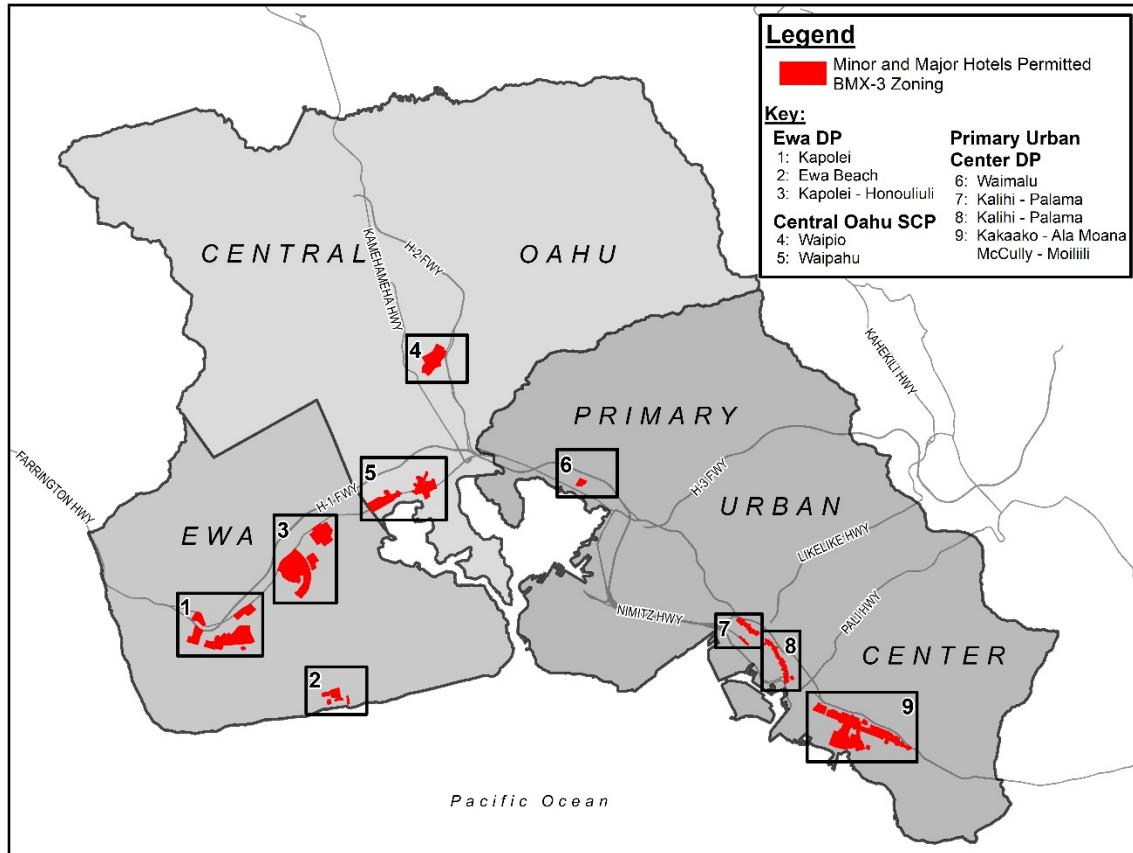 Legend
Minor and Major Hotels Permitted
BMX-3 Zoning
Key:
Ewa DP
1: Kapolei
2: Ewa Beach
3: Kapolei - Honouliuli
Central Oahu SCP
4: Waipio
5: Waipahu
Primary Urban
Center DP
6: Waimalu
7: Kalihi - Palama
8: Kalihi - Palama
9: Kakaako - Ala Moana
McCully - Moiliili
CENTRAL OAHU
KAMEHAMEHA HWY
H-2 FWY
KAHEKILI HWY
4
PRIMARY
FARRINGTON HWY
5
6
H-1 FWY
H-3 FWY
URBAN
EWA
3
LIKELIKE HWY
1
NIMITZ HWY
PALI HWY
7
8
CENTER
2
9
Pacific Ocean